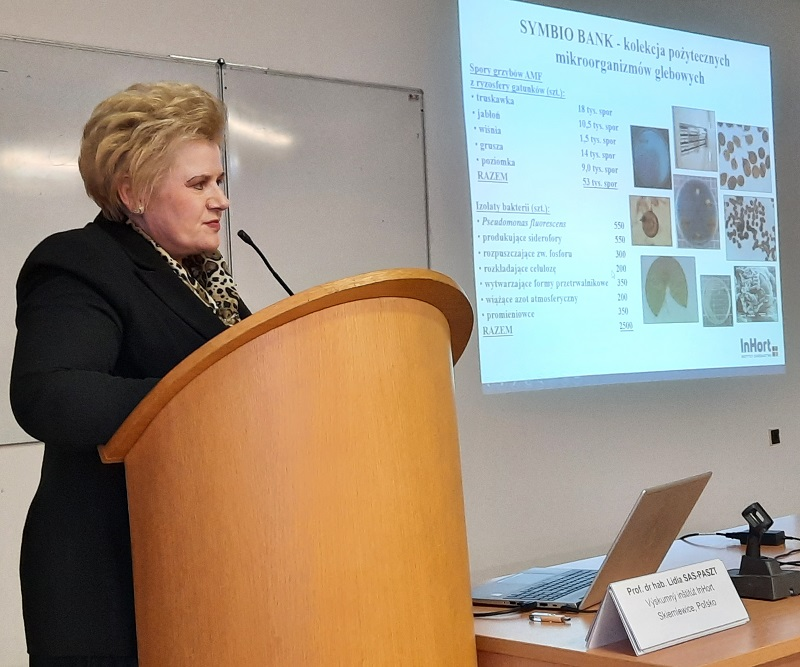 SYMBIO BANK - kolekcja pożytecznych
mikroorganizmów glebowych
Spory grzybów AMF
z ryzosfery gatunków (szt.):
• truskawka 18 tys. spor
• jabłoń 10,5 tys. spor
• wiśnia 1,5 tys. spor
• grusza 14 tys. spor
• poziomka 9,0 tys. spor
RAZEM 53 tys. spor
Izolaty bakterii (szt.):
• Pseudomonas fluorescens 550
• produkujące siderofory 550
• rozpuszczające zw. fosforu 300
• rozkładające celulozę 200
• wytwarzające formy przetrwalnikowe 350
• wiążące azot atmosferyczny 200
• promieniowce 350
RAZEM 2500
InHort
Prof. dr hab. Lidia SAS-PASZT
Výskumný inštitút InHort
Skierniewice, Poľsko